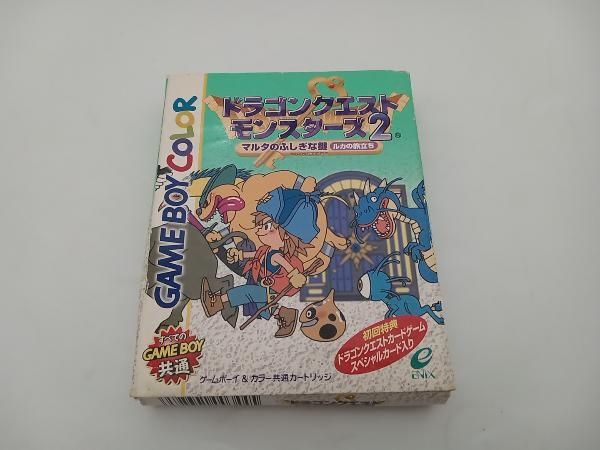 GAME BOY COLOR
ドラゴンクエスト
モンスターズ2
マルタのふしぎな鍵 ルカの旅立ち
すべての
GAME BOY
共通
初回特典
ドラゴンクエストカードゲーム
スペシャルカード入り
ENIX
ゲームボーイ&カラー共通カートリッジ